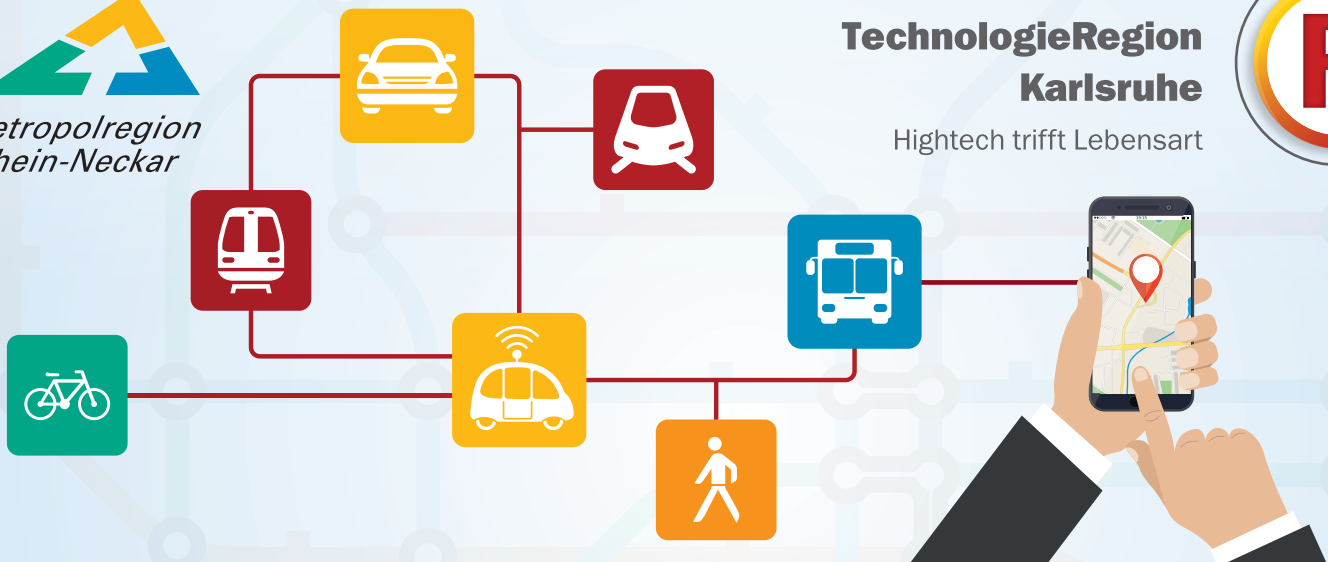 etropolregion
hein-Neckar
TechnologieRegion
Karlsruhe
Hightech trifft Lebensart